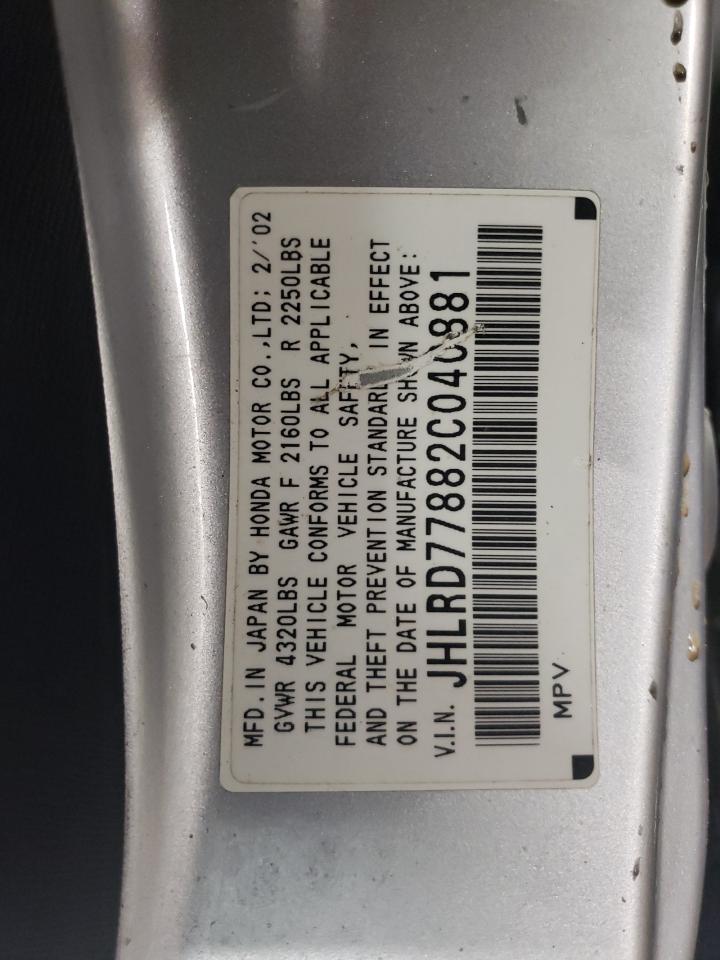 MFD. IN JAPAN BY HONDA MOTOR CO.,LTD; 2/'02
GVWR 4320LBS GAWR F 2160LBS R 2250LBS
THIS VEHICLE CONFORMS TO ALL APPLICABLE
FEDERAL MOTOR VEHICLE SAFETY,
AND THEFT PREVENTION STANDARD IN EFFECT
ON THE DATE OF MANUFACTURE SHOWN ABOVE:
V.I.N. JHLRD77882C040881
MPV